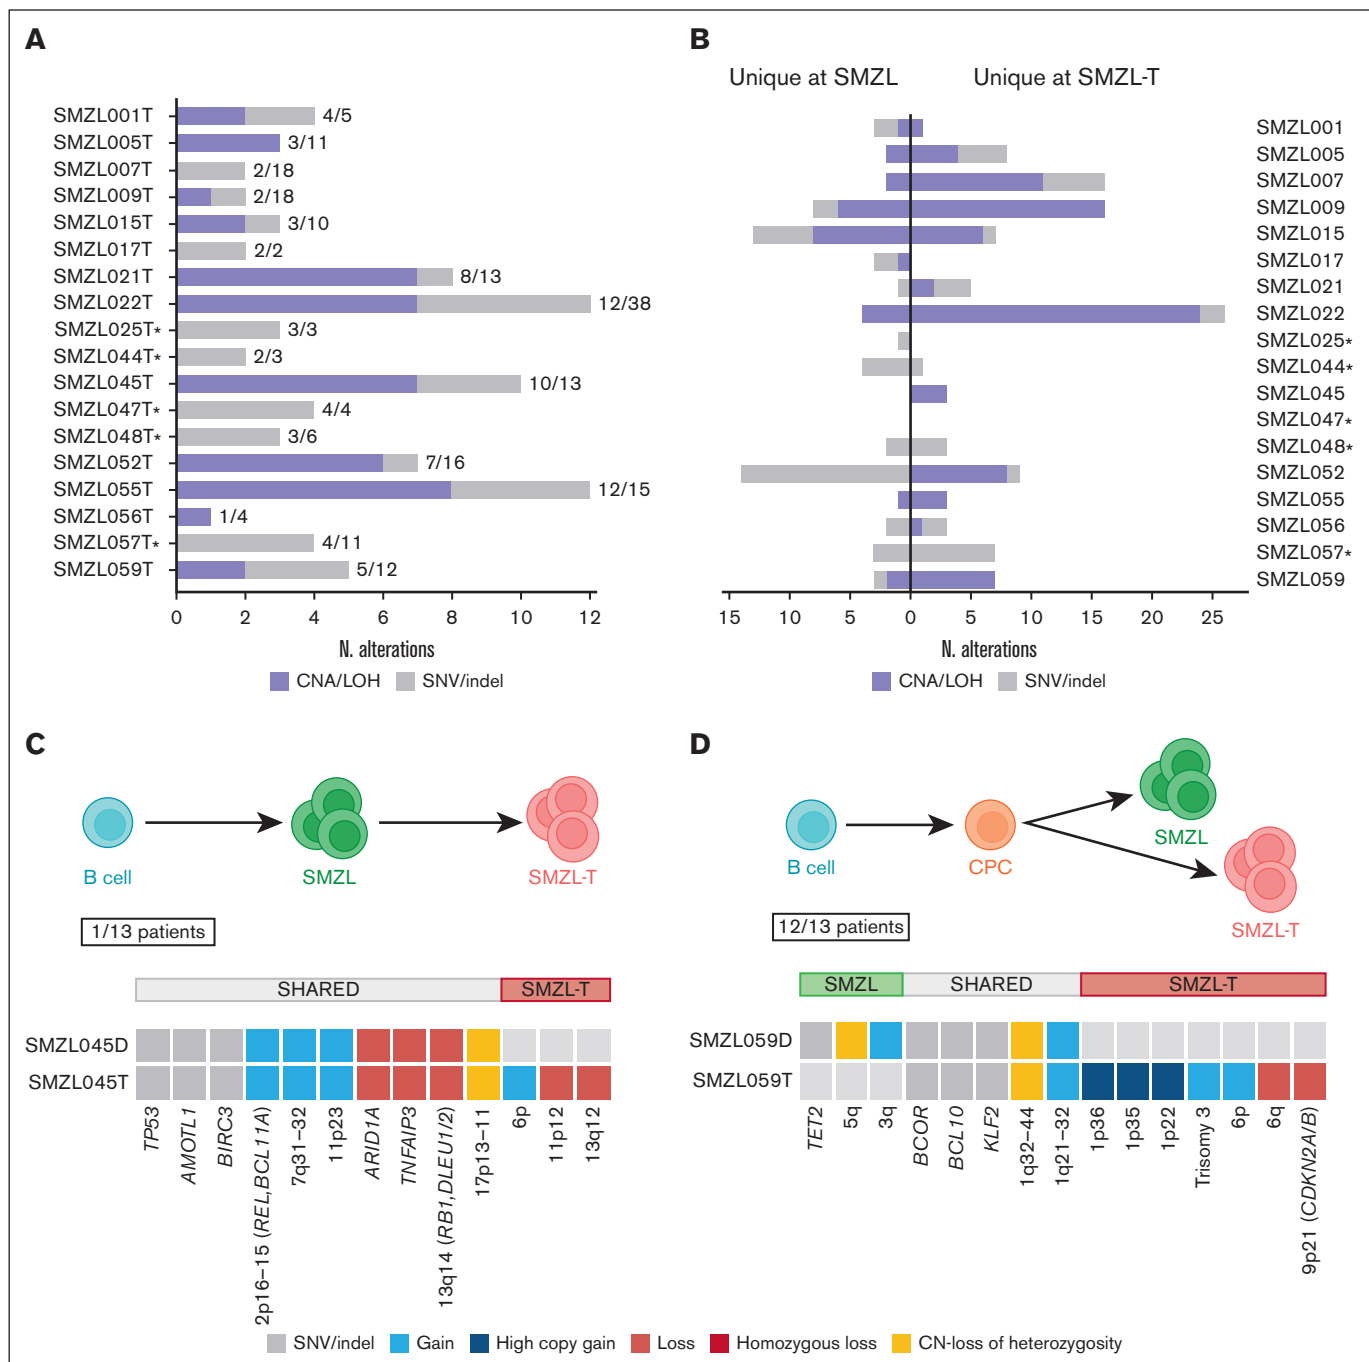 A
SMZL001T 4/5
SMZL005T 3/11
SMZL007T 2/18
SMZL009T 2/18
SMZL015T 3/10
SMZL017T 2/2
SMZL021T 8/13
SMZL022T 12/38
SMZL025T* 3/3
SMZL044T* 2/3
SMZL045T 10/13
SMZL047T* 4/4
SMZL048T* 3/6
SMZL052T 7/16
SMZL055T 12/15
SMZL056T 1/4
SMZL057T* 4/11
SMZL059T 5/12
0 2 4 6 8 10 12
N. alterations
CNA/LOH SNV/indel
B
Unique at SMZL Unique at SMZL-T
SMZL001
SMZL005
SMZL007
SMZL009
SMZL015
SMZL017
SMZL021
SMZL022
SMZL025*
SMZL044*
SMZL045
SMZL047*
SMZL048*
SMZL052
SMZL055
SMZL056
SMZL057*
SMZL059
15 10 5 0 5 10 15 20 25
N. alterations
CNA/LOH SNV/indel
C
B cell SMZL SMZL-T
1/13 patients
SHARED SMZL-T
SMZL045D
SMZL045T
TP53
AMOTL1
BIRC3
2p16–15 (REL,BCL11A)
7q31–32
11p23
ARID1A
TNFAIP3
13q14 (RB1,DLEU1/2)
17p13–11
6p
11p12
13q12
D
B cell CPC SMZL
SMZL-T
12/13 patients
SMZL SHARED SMZL-T
SMZL059D
SMZL059T
TET2
5q
3q
BCOR
BCL10
KLF2
1q32–44
1q21–32
1p36
1p35
1p22
Trisomy 3
6p
6q
9p21 (CDKN2A/B)
SNV/indel Gain High copy gain Loss Homozygous loss CN-loss of heterozygosity